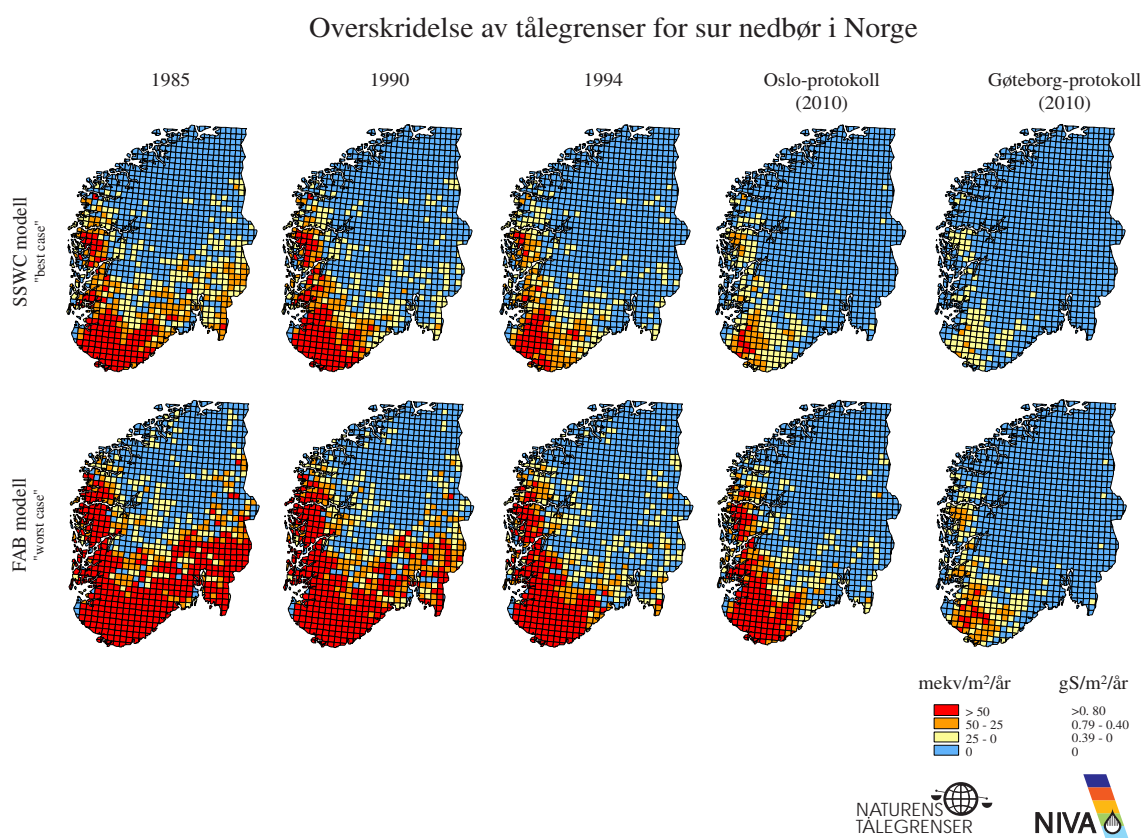 Overskridelse av tålegrenser for sur nedbør i Norge
1985
1990
1994
Oslo-protokoll
(2010)
Gøteborg-protokoll
(2010)
SSWC modell
"best case"
FAB modell
"worst case"
mekv/m²/år
gS/m²/år
> 50
>0. 80
50 - 25
0.79 - 0.40
25 - 0
0.39 - 0
0
0
NATURENS
TÅLEGRENSER
NIVA